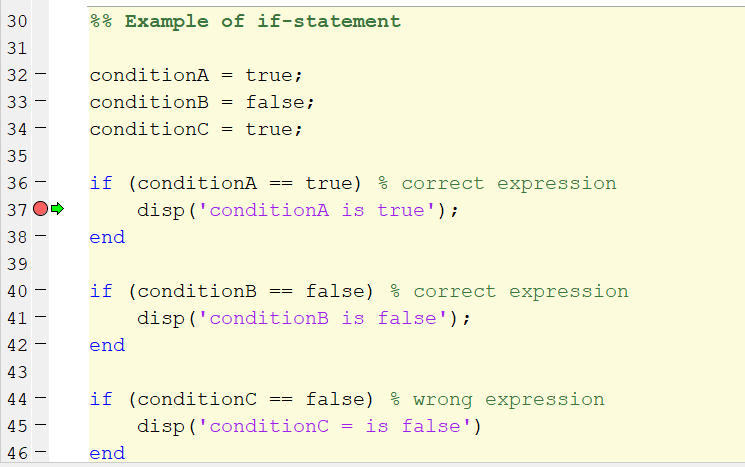 30 %% Example of if-statement
31
32 – conditionA = true;
33 – conditionB = false;
34 – conditionC = true;
35
36 – if (conditionA == true) % correct expression
37 disp('conditionA is true');
38 – end
39
40 – if (conditionB == false) % correct expression
41 – disp('conditionB is false');
42 – end
43
44 – if (conditionC == false) % wrong expression
45 – disp('conditionC = is false')
46 – end